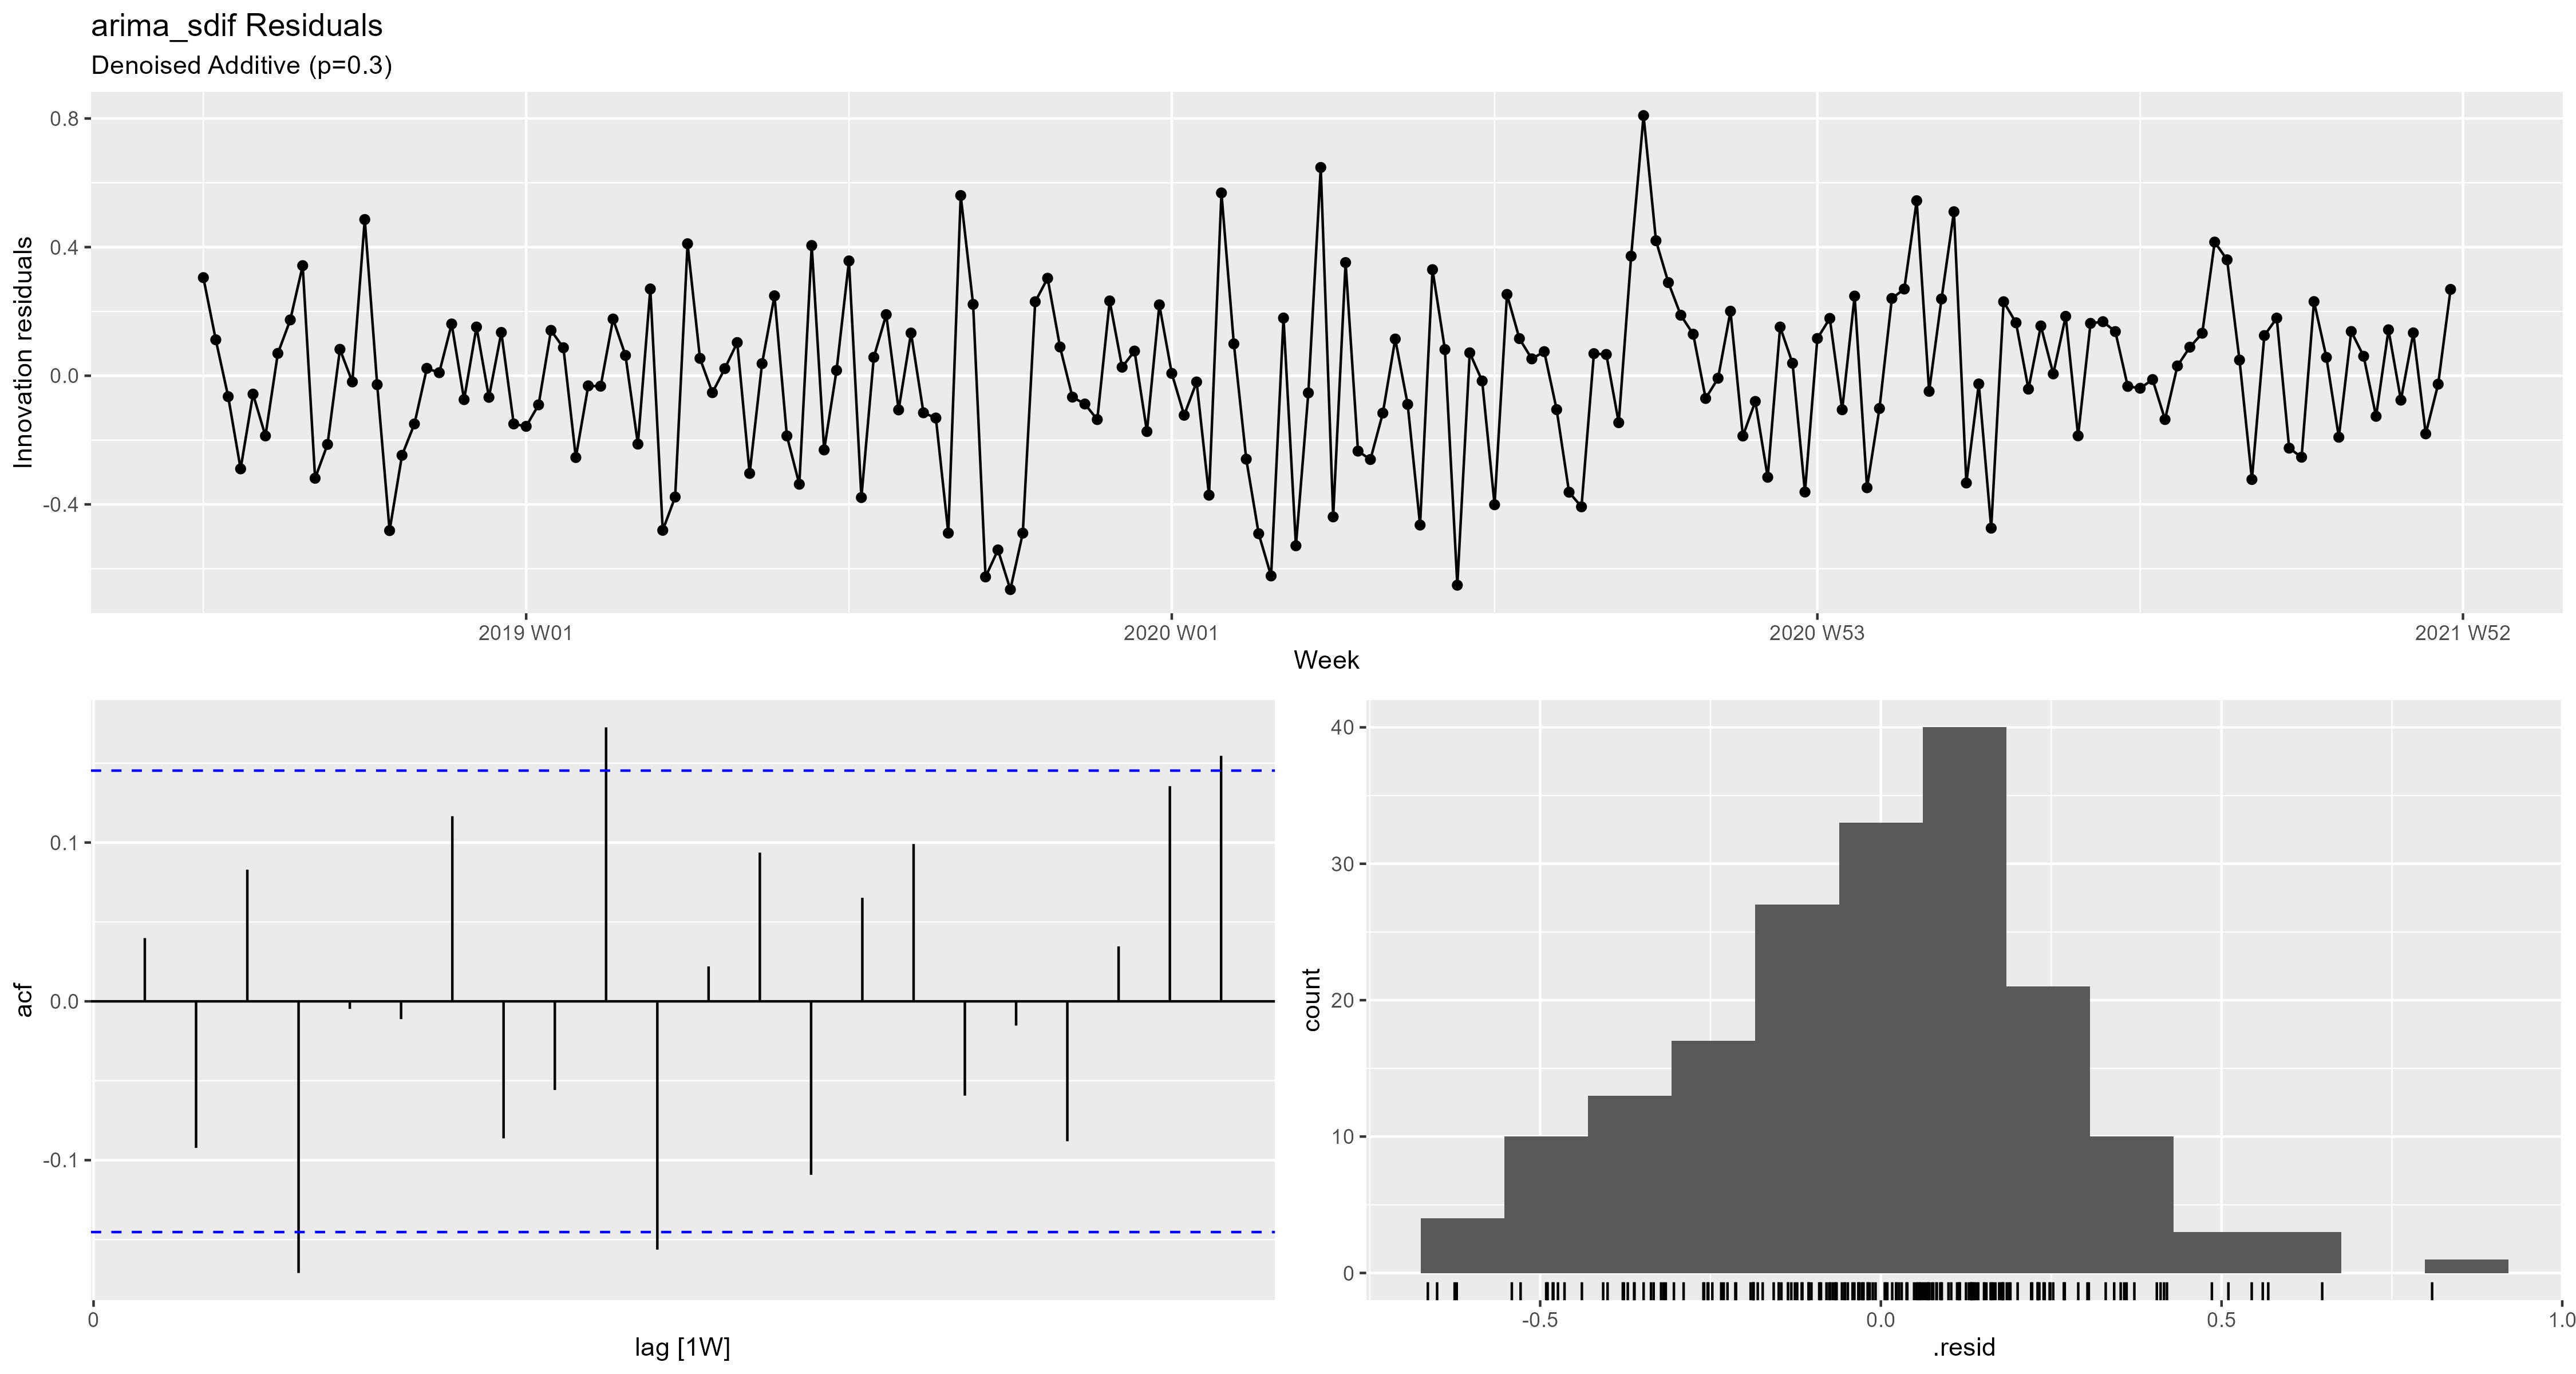 arima_sdif Residuals
Denoised Additive (p=0.3)
Innovation residuals
0.8
0.4
0.0
-0.4
2019 W01
2020 W01
2020 W53
2021 W52
Week
acf
0.1
0.0
-0.1
0
lag [1W]
count
40
30
20
10
0
-0.5
0.0
0.5
1.0
.resid